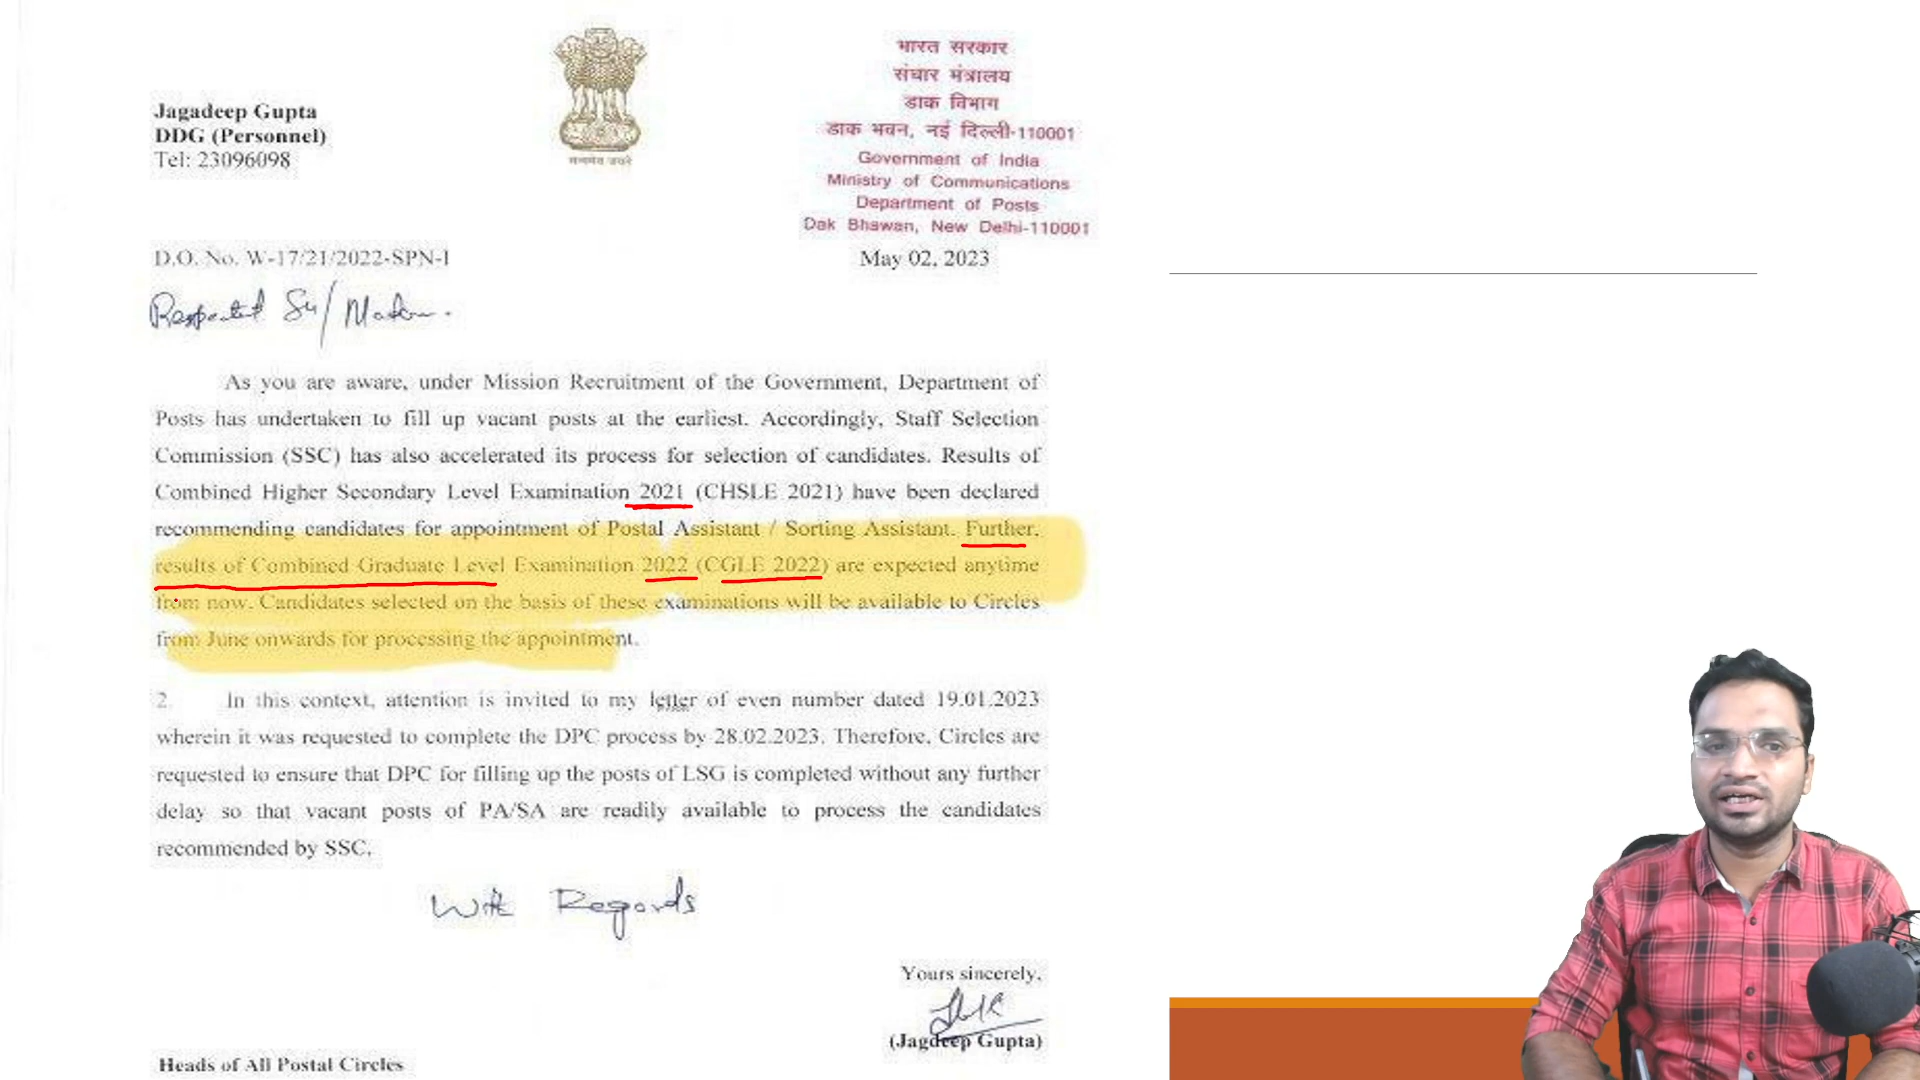 Jagadeep Gupta
DDG (Personnel)
Tel: 23096098
सत्यमेव जयते
भारत सरकार
संचार मंत्रालय
डाक विभाग
डाक भवन, नई दिल्ली-110001
Government of India
Ministry of Communications
Department of Posts
Dak Bhawan, New Delhi-110001
D.O. No. W-17/21/2022-SPN-I
May 02, 2023
Respected Sir/Madam.
As you are aware, under Mission Recruitment of the Government, Department of
Posts has undertaken to fill up vacant posts at the earliest. Accordingly, Staff Selection
Commission (SSC) has also accelerated its process for selection of candidates. Results of
Combined Higher Secondary Level Examination 2021 (CHSLE 2021) have been declared
recommending candidates for appointment of Postal Assistant / Sorting Assistant. Further,
results of Combined Graduate Level Examination 2022 (CGLE 2022) are expected anytime
from now. Candidates selected on the basis of these examinations will be available to Circles
from June onwards for processing the appointment.
2. In this context, attention is invited to my letter of even number dated 19.01.2023
wherein it was requested to complete the DPC process by 28.02.2023. Therefore, Circles are
requested to ensure that DPC for filling up the posts of LSG is completed without any further
delay so that vacant posts of PA/SA are readily available to process the candidates
recommended by SSC.
With Regards
Yours sincerely,
(Jagdeep Gupta)
Heads of All Postal Circles